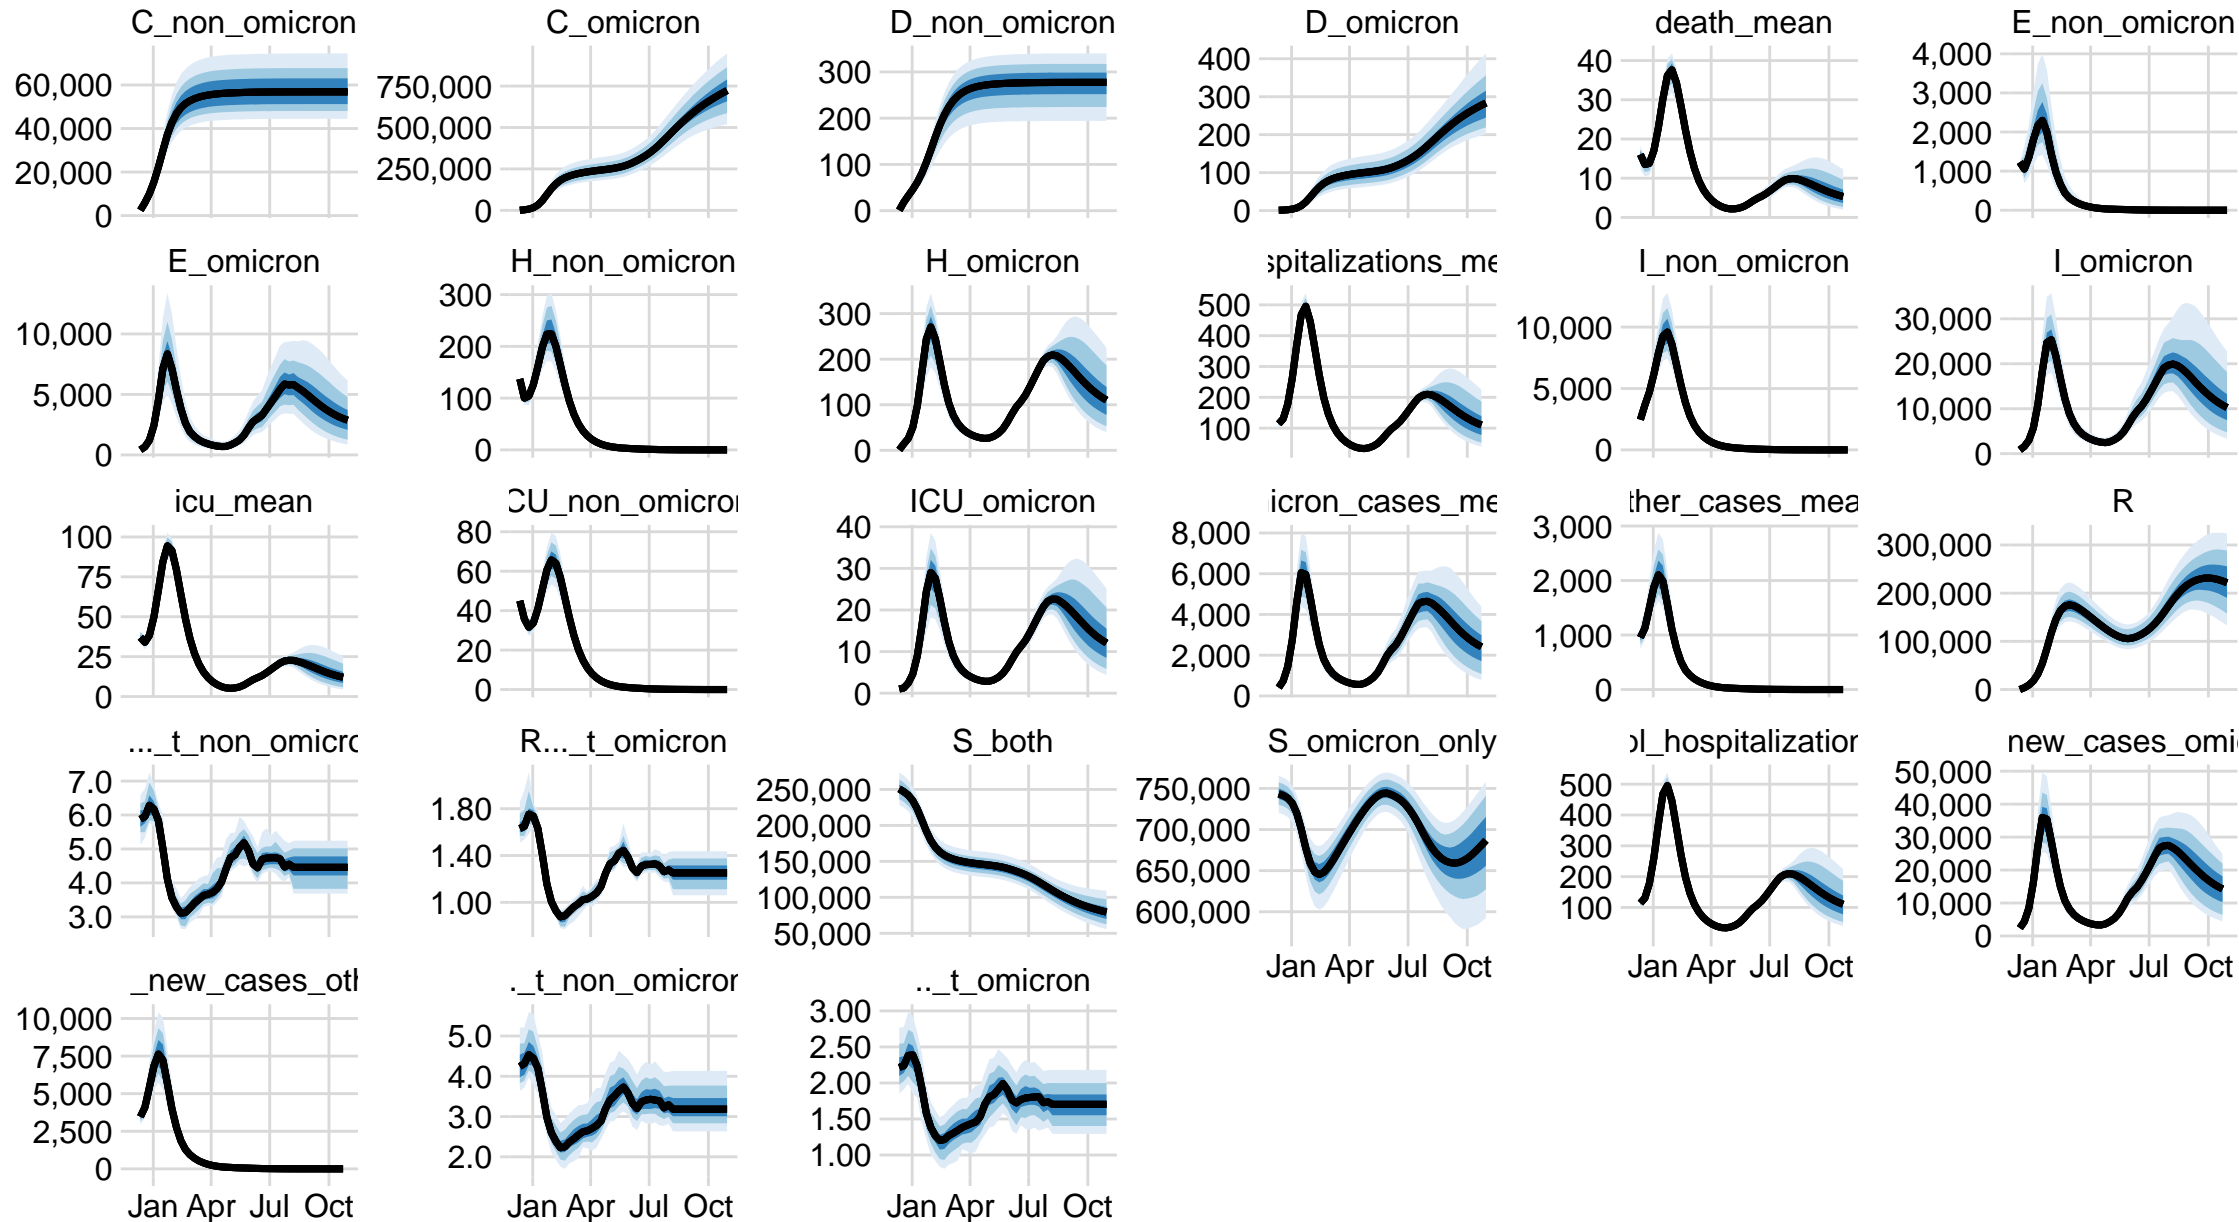 C_non_omicron C_omicron D_non_omicron D_omicron death_mean E_non_omicron
60,000 40,000 20,000 0
750,000 500,000 250,000 0
300 200 100 0
400 300 200 100 0
40 30 20 10 0
4,000 3,000 2,000 1,000 0
E_omicron H_non_omicron H_omicron spitalizations_me I_non_omicron I_omicron
10,000 5,000 0
300 200 100 0
300 200 100 0
500 400 300 200 100
10,000 5,000 0
30,000 20,000 10,000 0
icu_mean CU_non_omicron ICU_omicron icron_cases_me ther_cases_mea R
100 75 50 25 0
80 60 40 20 0
40 30 20 10 0
8,000 6,000 4,000 2,000 0
3,000 2,000 1,000 0
300,000 200,000 100,000 0
..._t_non_omicro R..._t_omicron S_both S_omicron_only ol_hospitalization new_cases_omi
7.0 6.0 5.0 4.0 3.0
1.80 1.40 1.00
250,000 200,000 150,000 100,000 50,000
750,000 700,000 650,000 600,000
500 400 300 200 100
50,000 40,000 30,000 20,000 10,000 0
Jan Apr Jul Oct
Jan Apr Jul Oct
Jan Apr Jul Oct
_new_cases_oth ._t_non_omicron .._t_omicron
10,000 7,500 5,000 2,500 0
5.0 4.0 3.0 2.0
3.00 2.50 2.00 1.50 1.00
Jan Apr Jul Oct
Jan Apr Jul Oct
Jan Apr Jul Oct